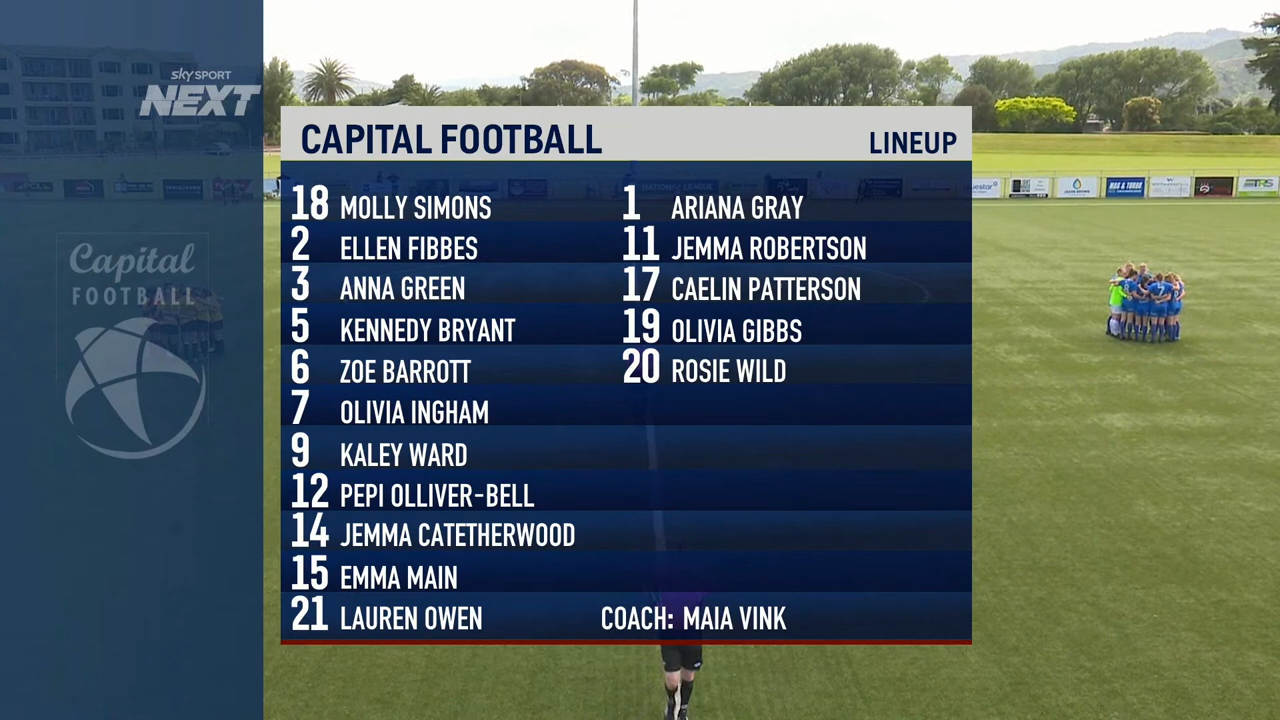 sky SPORT
NEXT
Capital
FOOTBALL
CAPITAL FOOTBALL
LINEUP
18 MOLLY SIMONS
2 ELLEN FIBBES
3 ANNA GREEN
5 KENNEDY BRYANT
6 ZOE BARROTT
7 OLIVIA INGHAM
9 KALEY WARD
12 PEPI OLLIVER-BELL
14 JEMMA CATETHERWOOD
15 EMMA MAIN
21 LAUREN OWEN
1 ARIANA GRAY
11 JEMMA ROBERTSON
17 CAELIN PATTERSON
19 OLIVIA GIBBS
20 ROSIE WILD
COACH: MAIA VINK
7